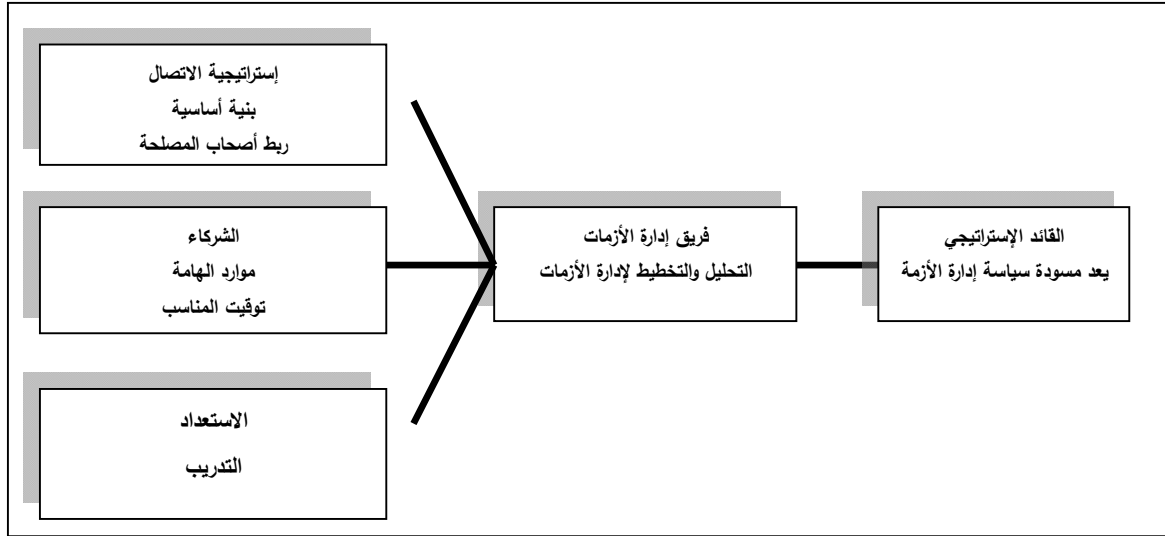 القائد الإستراتيجي
يعد مسودة سياسة إدارة الأزمة
فريق إدارة الأزمات
التحليل والتخطيط لإدارة الأزمات
إستراتيجية الاتصال
بنية أساسية
ربط أصحاب المصلحة
الشركاء
موارد الهامة
توقيت المناسب
الاستعداد
التدريب